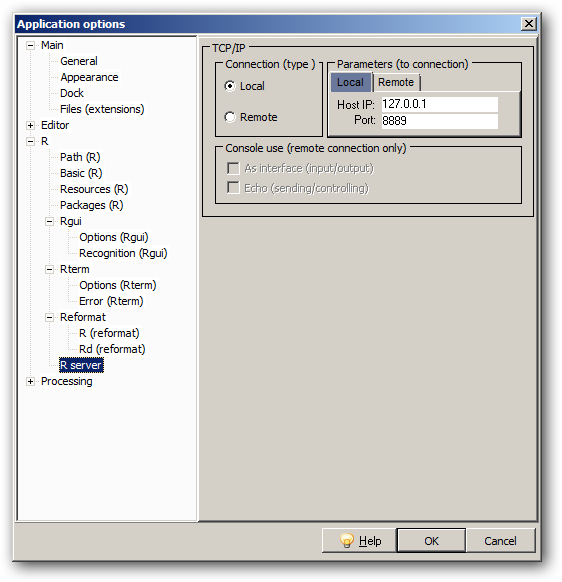 Application options
Main
General
Appearance
Dock
Files (extensions)
Editor
R
Path (R)
Basic (R)
Resources (R)
Packages (R)
Rgui
Options (Rgui)
Recognition (Rgui)
Rterm
Options (Rterm)
Error (Rterm)
Reformat
R (reformat)
Rd (reformat)
R server
Processing
TCP/IP
Connection (type )
Local
Remote
Parameters (to connection)
Local Remote
Host IP: 127.0.0.1
Port: 8889
Console use (remote connection only)
As interface (input/output)
Echo (sending/controlling)
Help OK Cancel